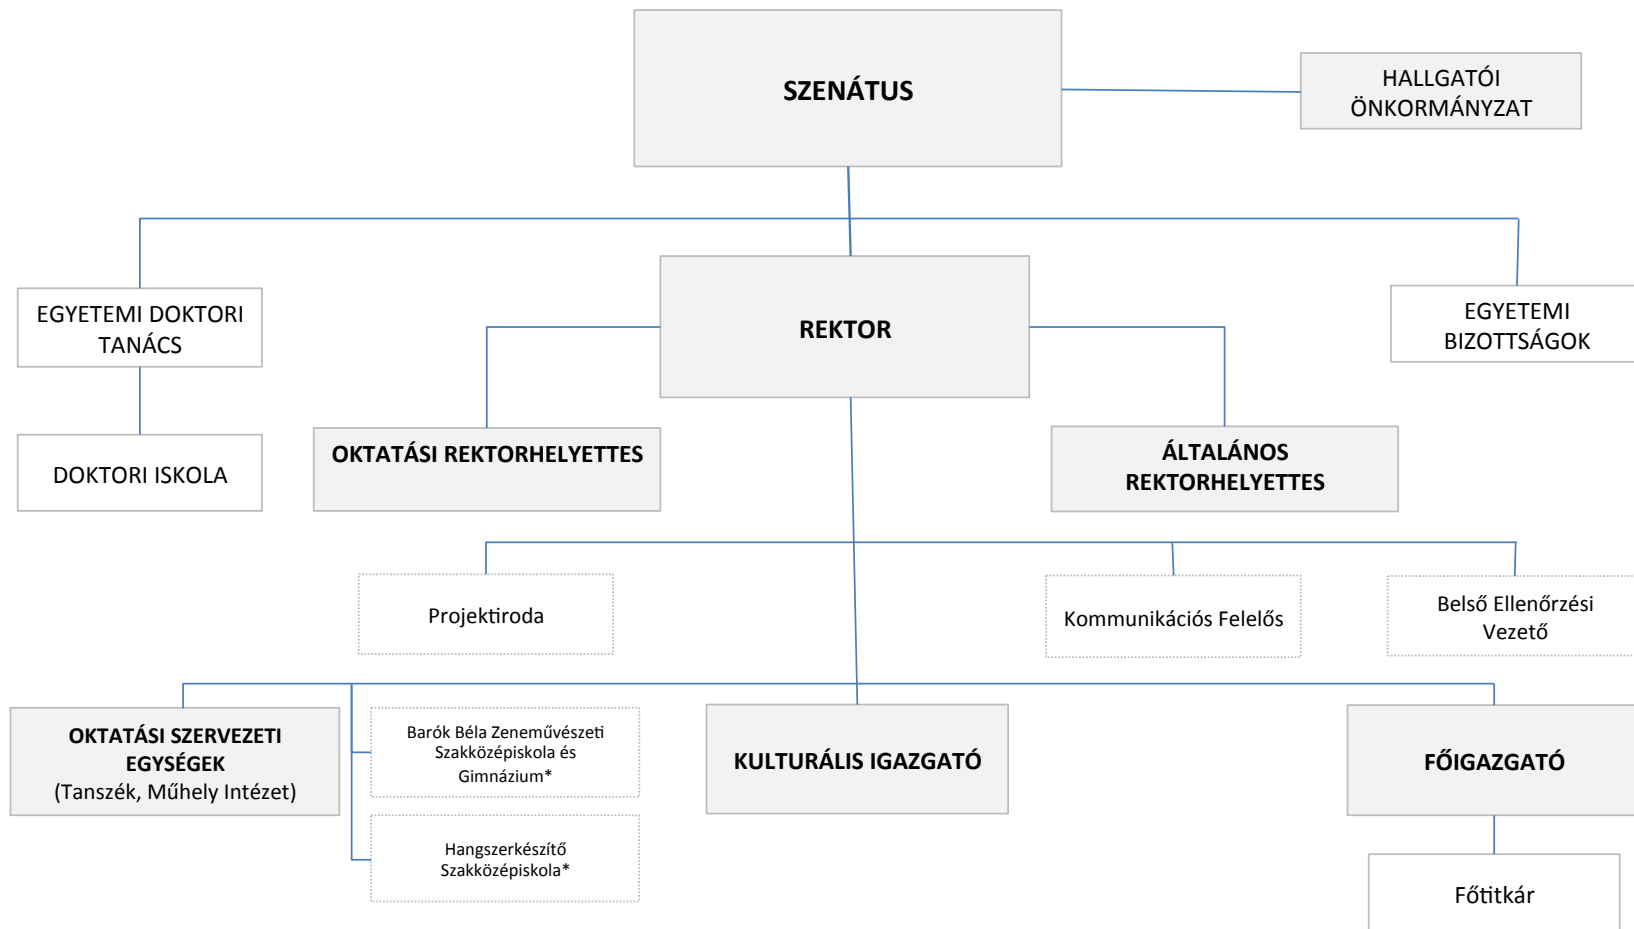 SZENÁTUS
HALLGATÓI
ÖNKORMÁNYZAT
EGYETEMI DOKTORI
TANÁCS
REKTOR
EGYETEMI
BIZOTTSÁGOK
DOKTORI ISKOLA
OKTATÁSI REKTORHELYETTES
ÁLTALÁNOS
REKTORHELYETTES
Projektiroda
Kommunikációs Felelős
Belső Ellenőrzési
Vezető
OKTATÁSI SZERVEZETI
EGYSÉGEK
(Tanszék, Műhely Intézet)
Barók Béla Zeneművészeti
Szakközépiskola és
Gimnázium*
KULTURÁLIS IGAZGATÓ
FŐIGAZGATÓ
Hangszerkészítő
Szakközépiskola*
Főtitkár